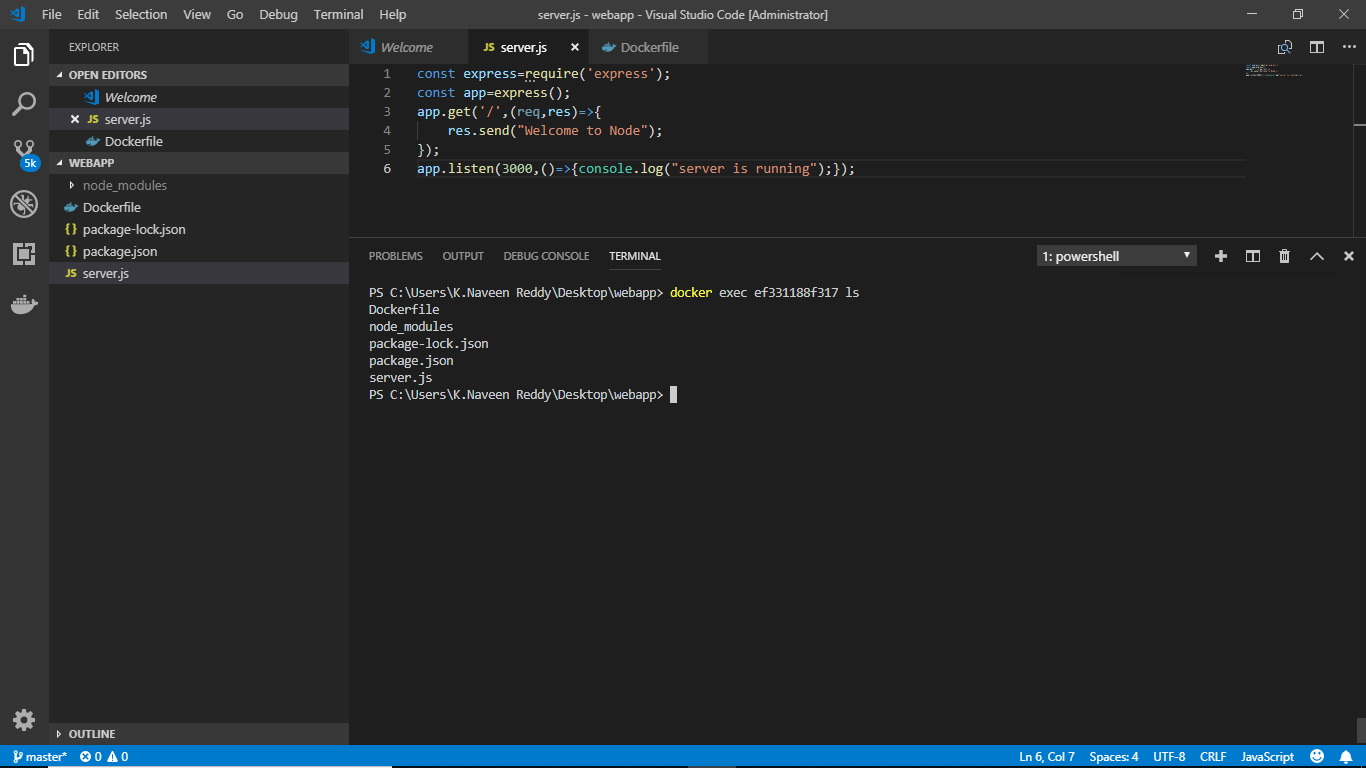 File Edit Selection View Go Debug Terminal Help server.js - webapp - Visual Studio Code [Administrator]
EXPLORER
OPEN EDITORS
Welcome
JS server.js
Dockerfile
5k
WEBAPP
node_modules
Dockerfile
{} package-lock.json
{} package.json
JS server.js
OUTLINE
Welcome JS server.js Dockerfile
1 const express=require('express');
2 const app=express();
3 app.get('/',(req,res)=>{
4 res.send("Welcome to Node");
5 });
6 app.listen(3000,()=>{console.log("server is running");});
PROBLEMS OUTPUT DEBUG CONSOLE TERMINAL 1: powershell
PS C:\Users\K.Naveen Reddy\Desktop\webapp> docker exec ef331188f317 ls
Dockerfile
node_modules
package-lock.json
package.json
server.js
PS C:\Users\K.Naveen Reddy\Desktop\webapp>
master* 0 0 Ln 6, Col 7 Spaces: 4 UTF-8 CRLF JavaScript